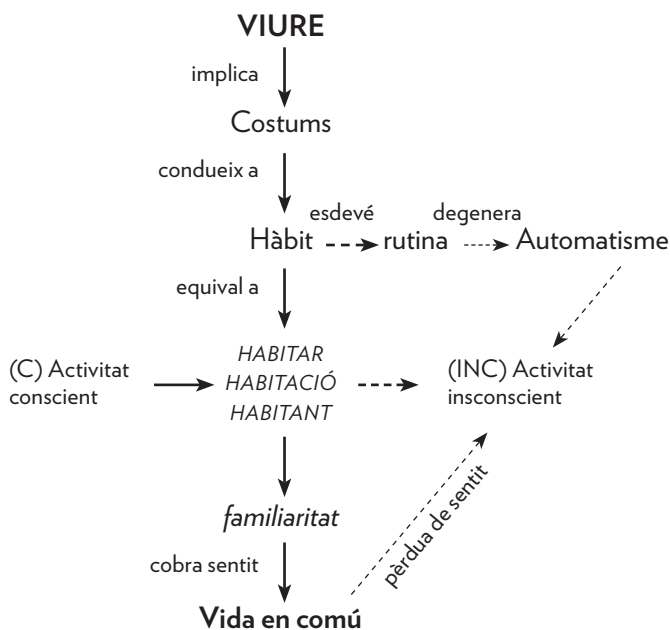 VIURE
implica
Costums
condueix a
esdevé
degenera
Hàbit
rutina
Automatisme
equival a
(C) Activitat
conscient
HABITAR
HABITACIÓ
HABITANT
(INC) Activitat
insconscient
familiaritat
pèrdua de sentit
cobra sentit
Vida en comú